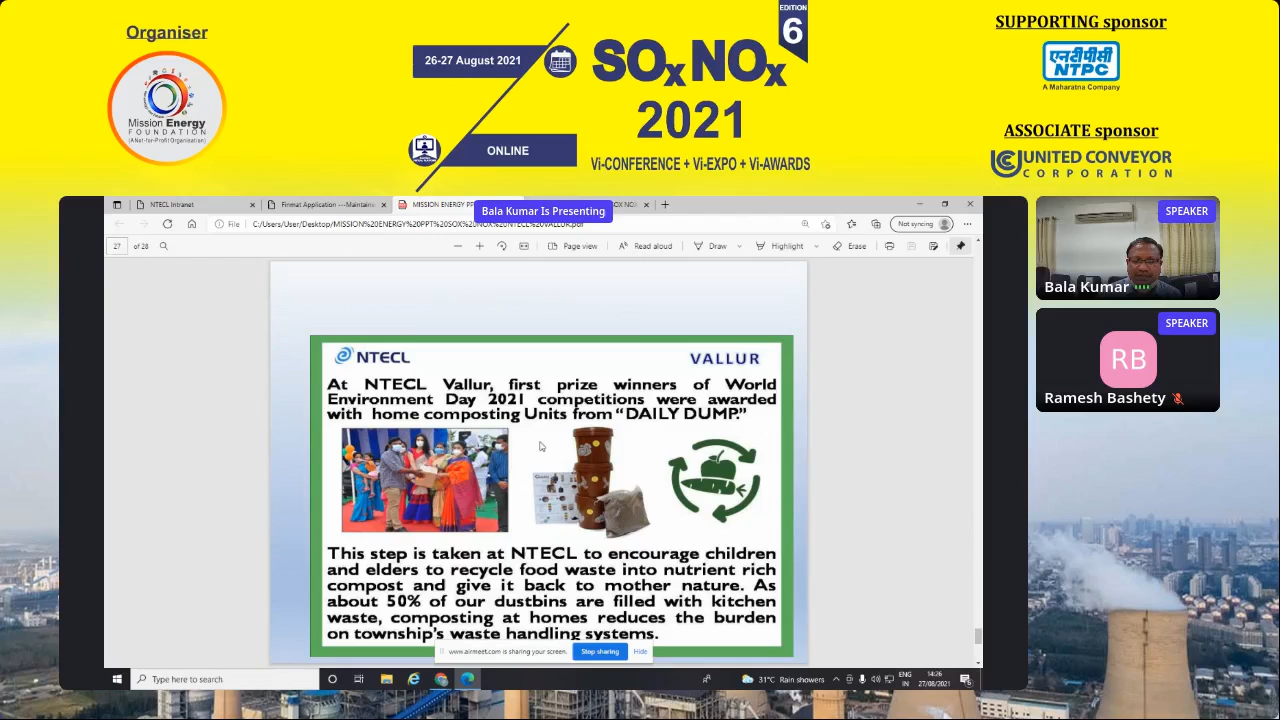 Organiser
Mission Energy
FOUNDATION
(A Not-for-Profit Organisation)
26-27 August 2021
ONLINE
EDITION
6
SOxNOx
2021
Vi-CONFERENCE + Vi-EXPO + Vi-AWARDS
SUPPORTING sponsor
एनटीपीसी
NTPC
A Maharatna Company
ASSOCIATE sponsor
UNITED CONVEYOR
CORPORATION
NTECL Intranet
Finmat Application ---Maintain
MISSION ENERGY PP
Bala Kumar Is Presenting
File
27 of 28
Page view
Read aloud
Draw
Highlight
Erase
Not syncing
NTECL
VALLUR
At NTECL Vallur, first prize winners of World
Environment Day 2021 competitions were awarded
with home composting Units from “DAILY DUMP.”
This step is taken at NTECL to encourage children
and elders to recycle food waste into nutrient rich
compost and give it back to mother nature. As
about 50% of our dustbins are filled with kitchen
waste, composting at homes reduces the burden
on township's waste handling systems.
www.airmeet.com is sharing your screen.
Stop sharing
Hide
Type here to search
31°C Rain showers
ENG
IN
14:26
27/08/2021
SPEAKER
Bala Kumar
SPEAKER
RB
Ramesh Bashety